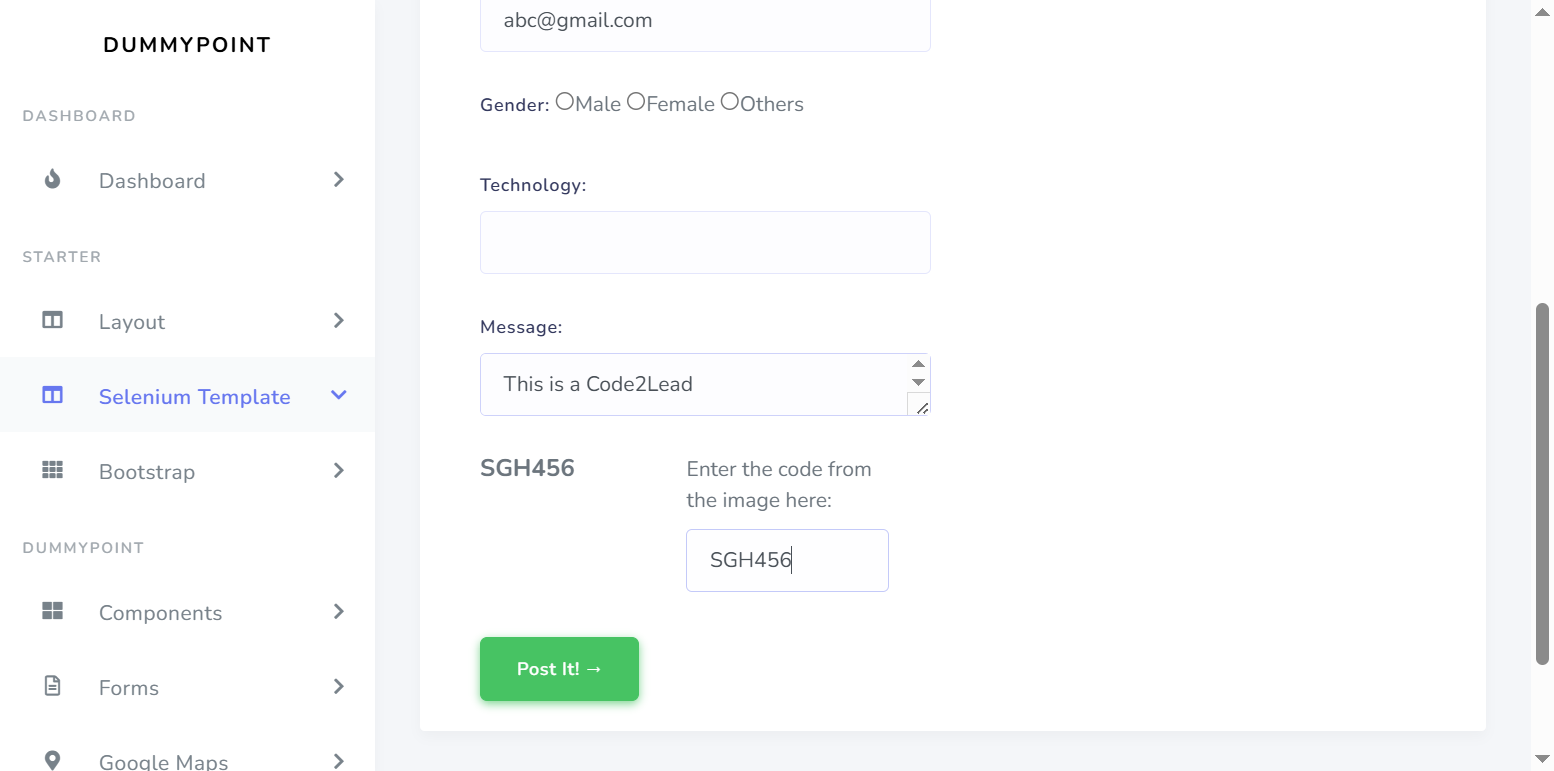 DUMMYPOINT
DASHBOARD
Dashboard
STARTER
Layout
Selenium Template
Bootstrap
DUMMYPOINT
Components
Forms
Google Maps
abc@gmail.com
Gender: Male Female Others
Technology:
Message:
This is a Code2Lead
SGH456
Enter the code from
the image here:
SGH456
Post It! →